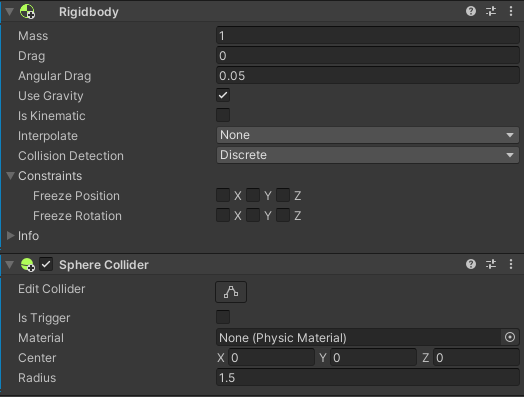 Rigidbody
Mass 1
Drag 0
Angular Drag 0.05
Use Gravity
Is Kinematic
Interpolate None
Collision Detection Discrete
Constraints
Freeze Position X Y Z
Freeze Rotation X Y Z
Info
Sphere Collider
Edit Collider
Is Trigger
Material None (Physic Material)
Center X 0 Y 0 Z 0
Radius 1.5